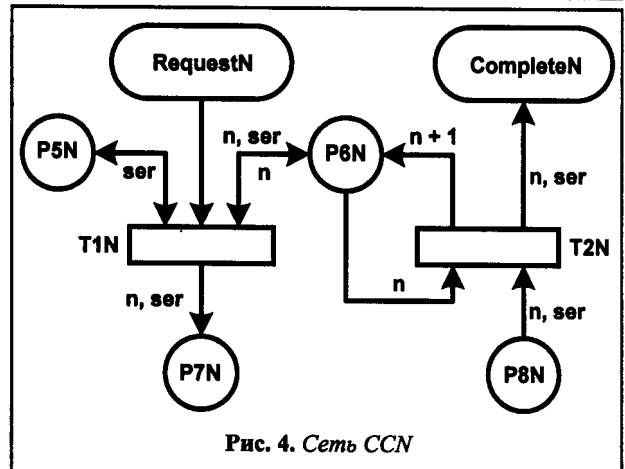 RequestN
CompleteN
P5N
ser
n, ser
n
P6N
n + 1
n, ser
T1N
T2N
n
n, ser
n, ser
P7N
P8N
Рис. 4. Сеть CCN